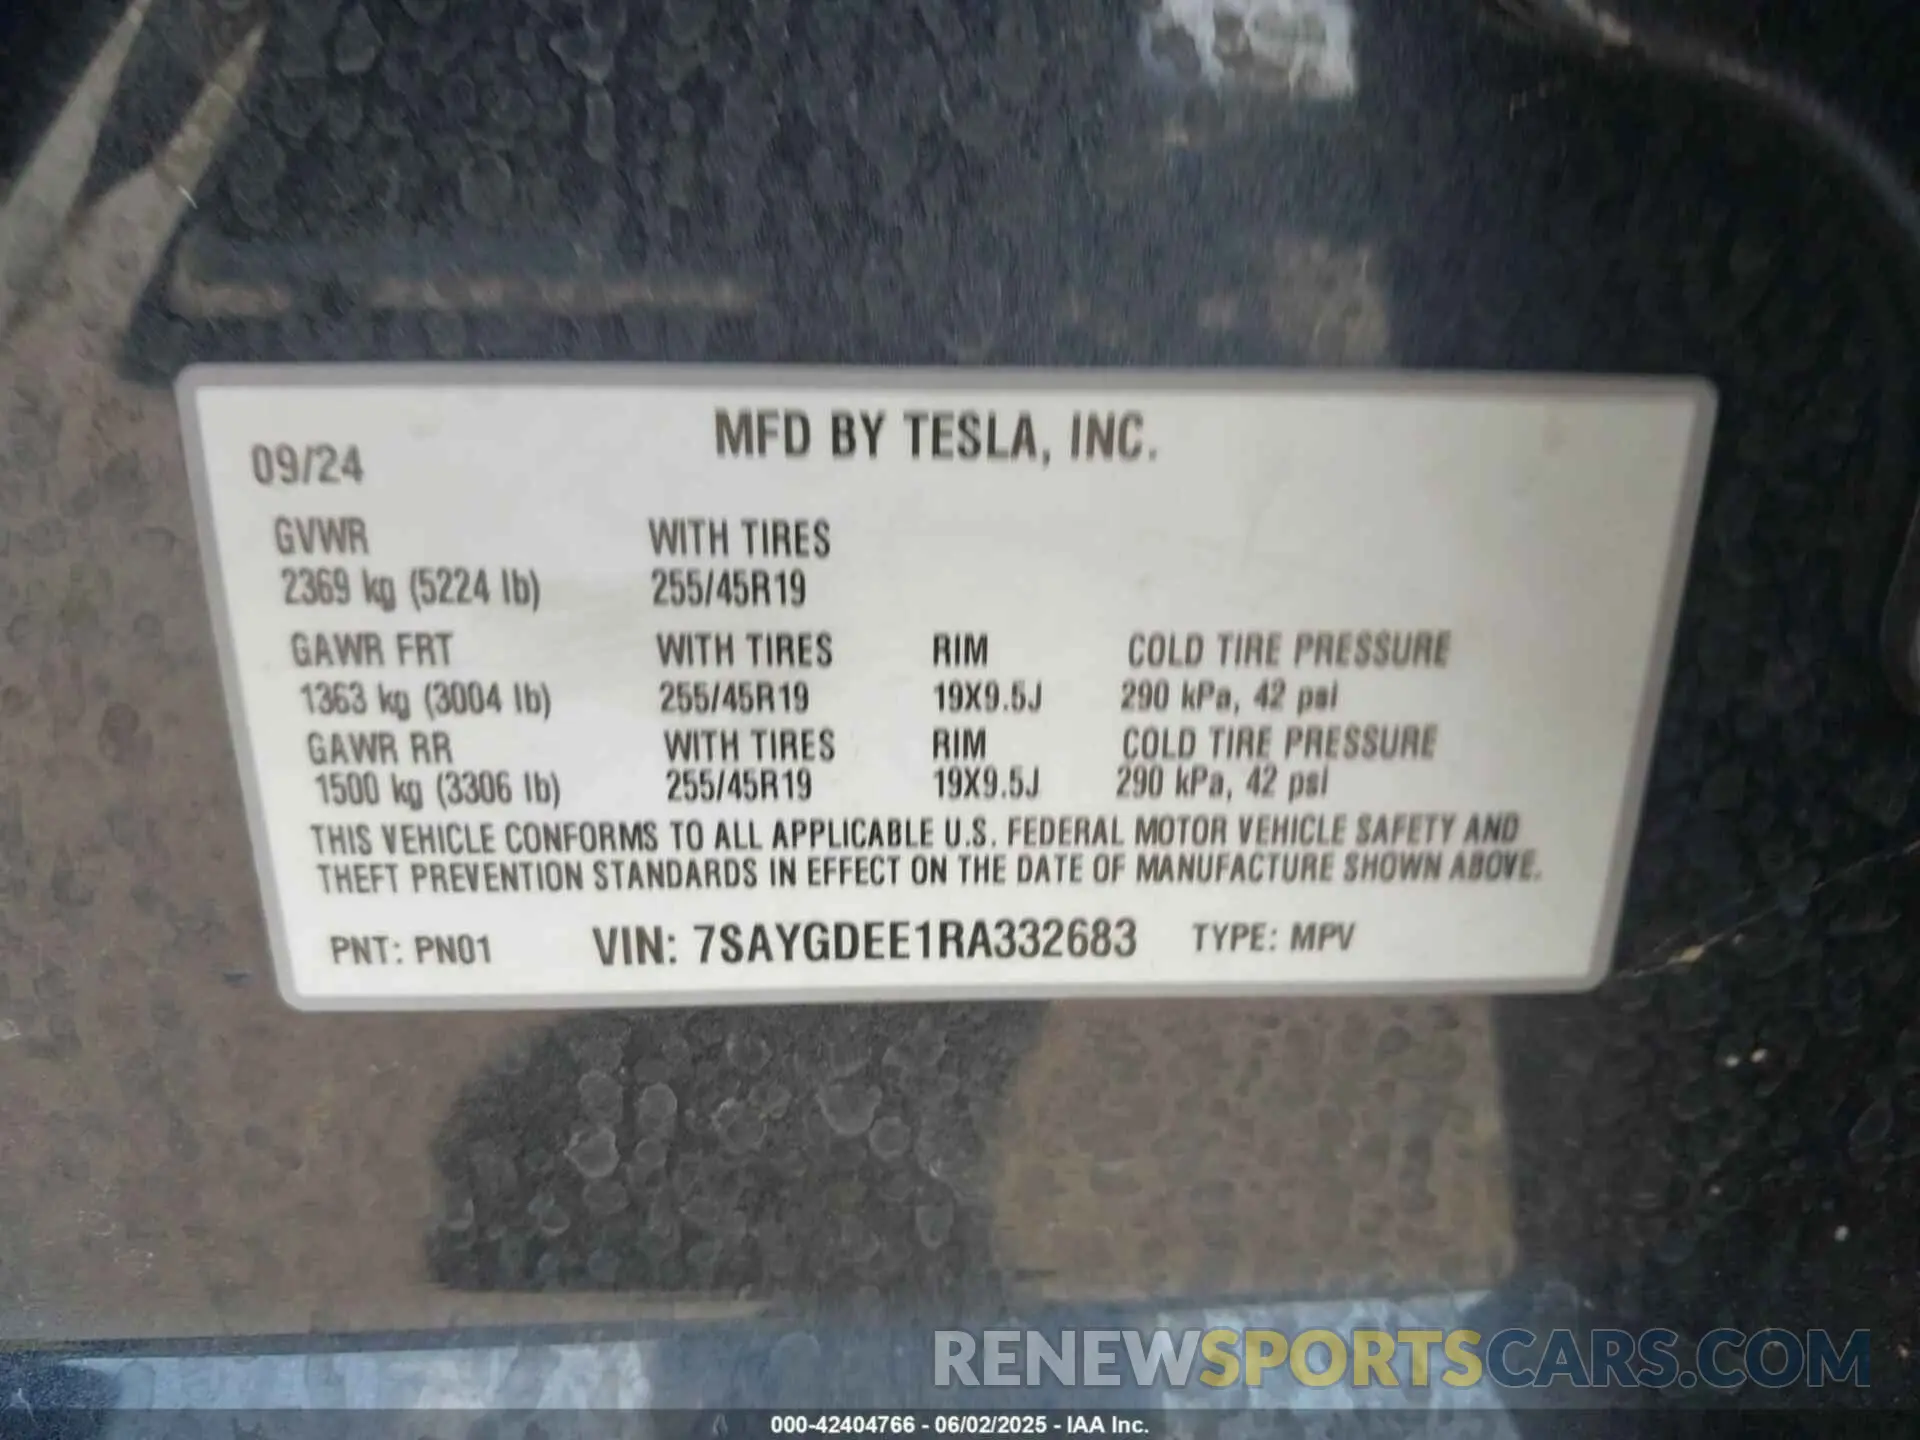 MFD BY TESLA, INC.
09/24
GVWR WITH TIRES
2369 kg (5224 lb) 255/45R19
GAWR FRT WITH TIRES RIM COLD TIRE PRESSURE
1363 kg (3004 lb) 255/45R19 19X9.5J 290 kPa, 42 psi
GAWR RR WITH TIRES RIM COLD TIRE PRESSURE
1500 kg (3306 lb) 255/45R19 19X9.5J 290 kPa, 42 psi
THIS VEHICLE CONFORMS TO ALL APPLICABLE U.S. FEDERAL MOTOR VEHICLE SAFETY AND
THEFT PREVENTION STANDARDS IN EFFECT ON THE DATE OF MANUFACTURE SHOWN ABOVE.
PNT: PN01 VIN: 7SAYGDEE1RA332683 TYPE: MPV
RENEWSPORTSCARS.COM
000-42404766 - 06/02/2025 - IAA Inc.